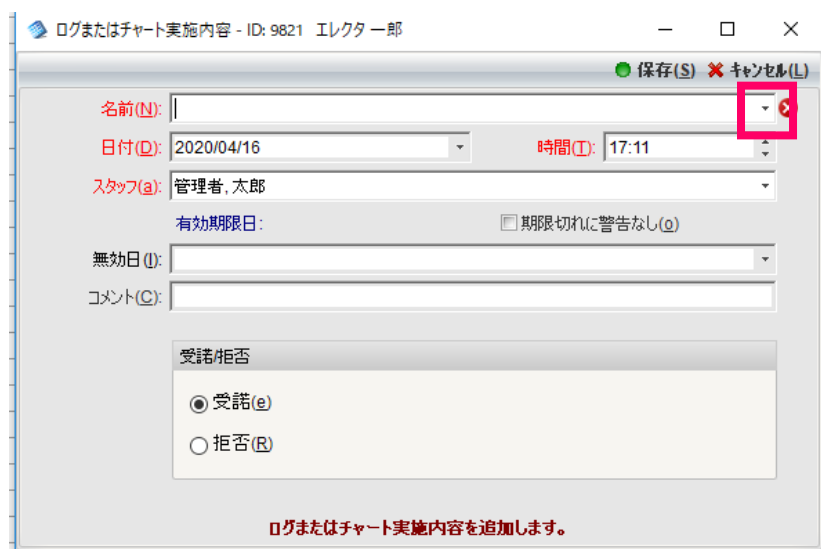 ログまたはチャート実施内容 - ID: 9821 エレクタ 一郎
保存(S) キャンセル(L)
名前(N):
日付(D): 2020/04/16 時間(T): 17:11
スタッフ(a): 管理者, 太郎
有効期限日: 期限切れに警告なし(o)
無効日(I):
コメント(C):
受諾/拒否
受諾(e)
拒否(R)
ログまたはチャート実施内容を追加します。